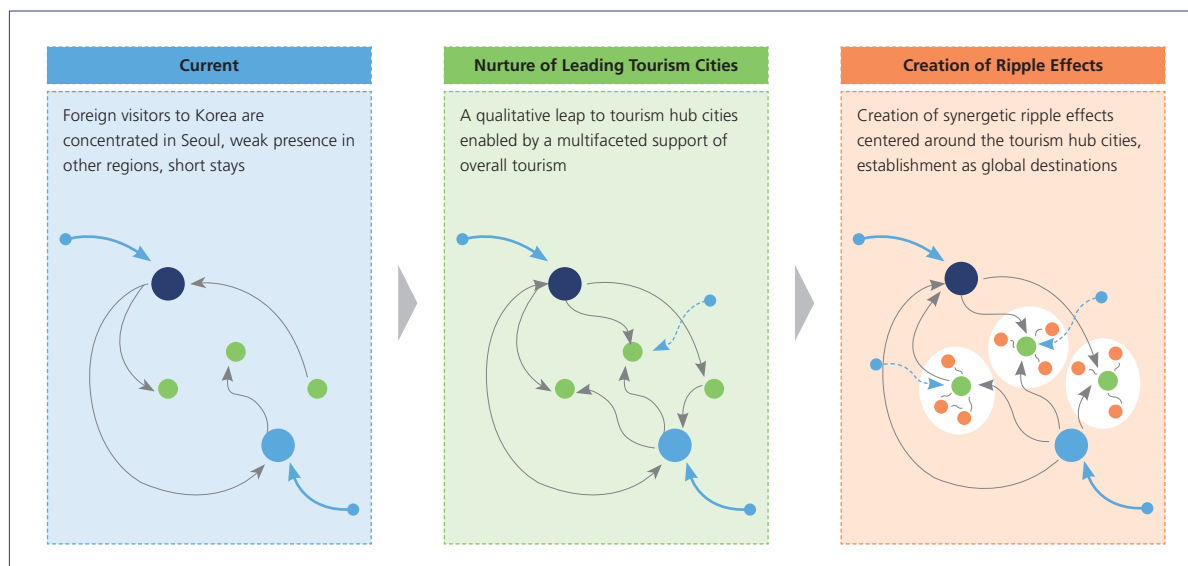 Current
Foreign visitors to Korea are
concentrated in Seoul, weak presence in
other regions, short stays
Nurture of Leading Tourism Cities
A qualitative leap to tourism hub cities
enabled by a multifaceted support of
overall tourism
Creation of Ripple Effects
Creation of synergetic ripple effects
centered around the tourism hub cities,
establishment as global destinations